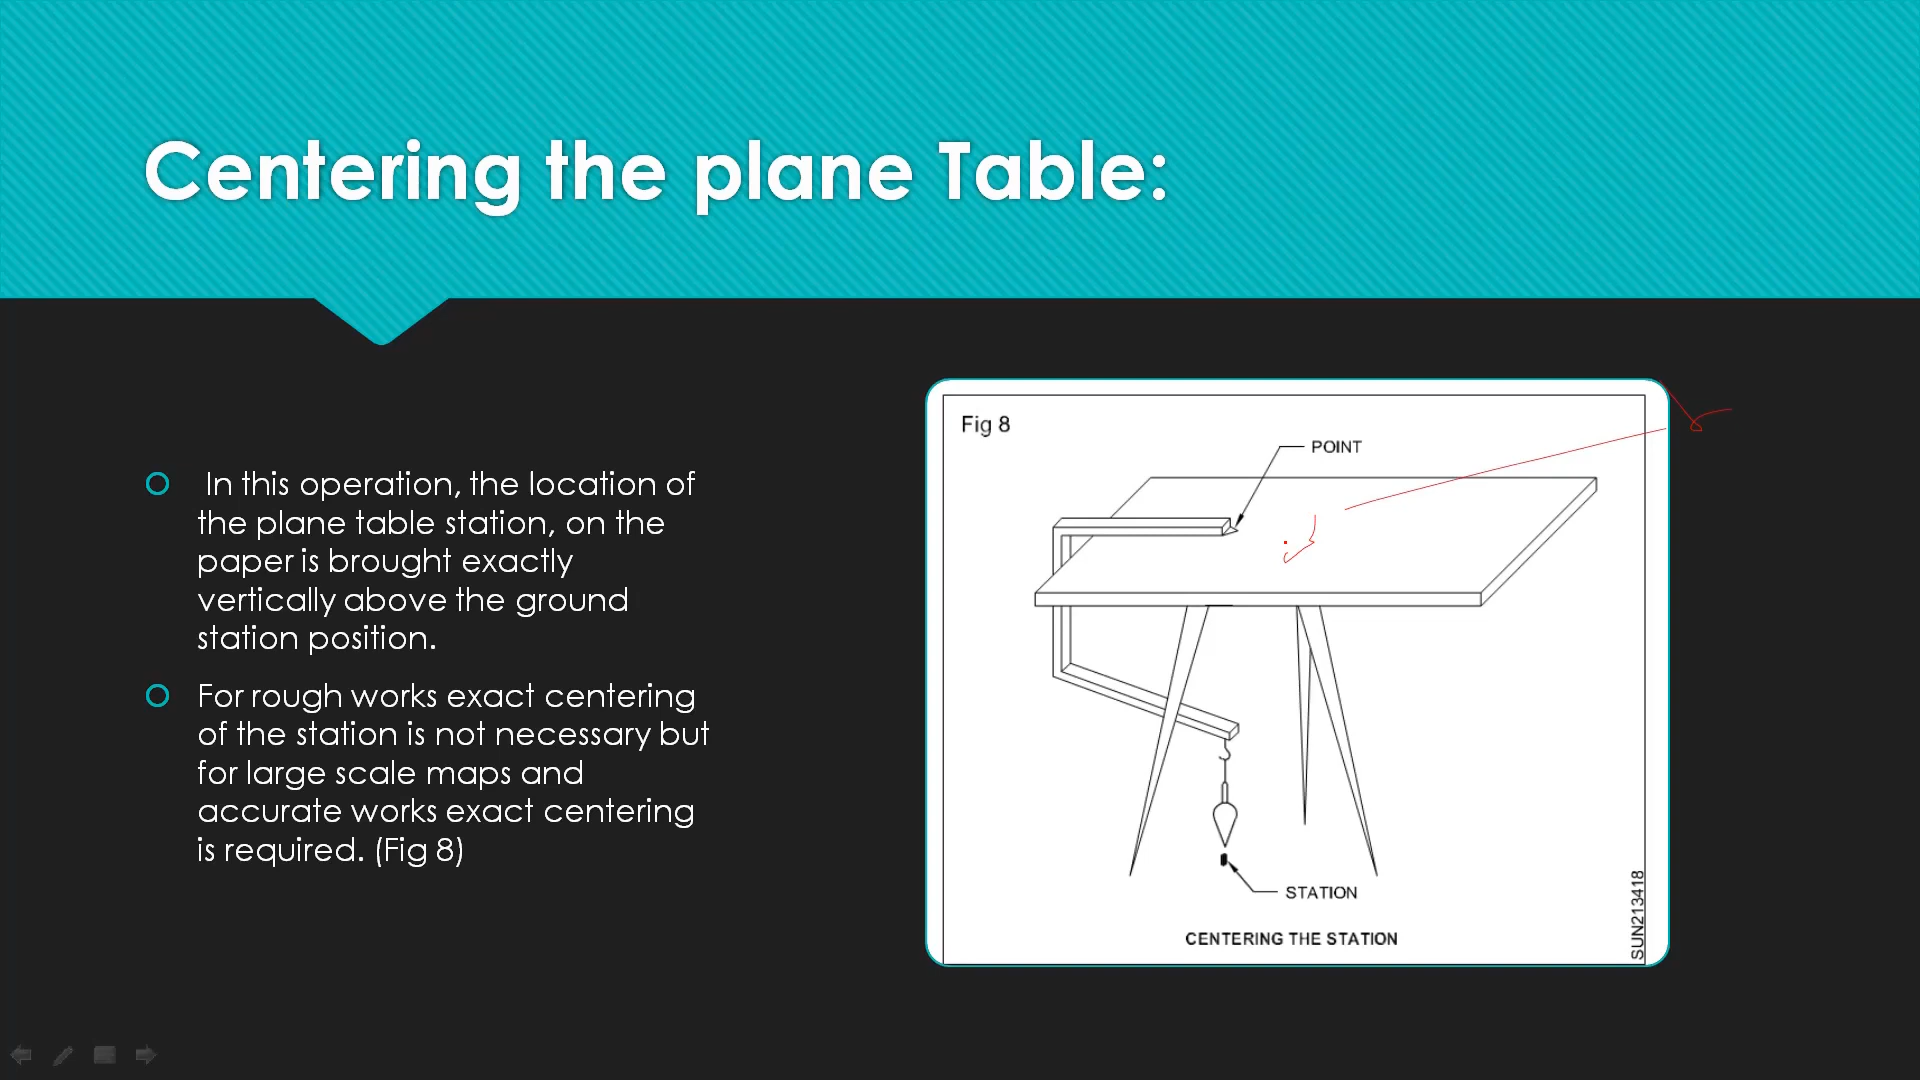 Centering the plane Table:
In this operation, the location of
the plane table station, on the
paper is brought exactly
vertically above the ground
station position.
For rough works exact centering
of the station is not necessary but
for large scale maps and
accurate works exact centering
is required. (Fig 8)
Fig 8
POINT
STATION
CENTERING THE STATION
SUN213418